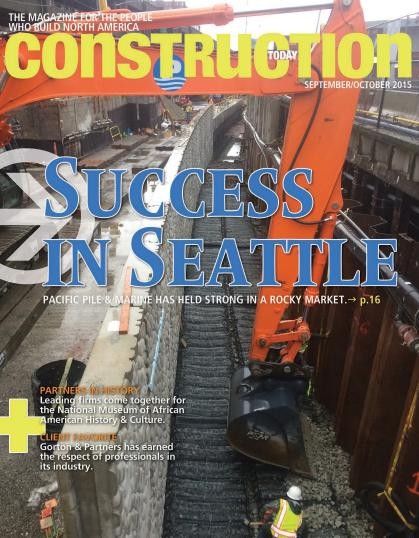 THE MAGAZINE FOR THE PEOPLE
WHO BUILD NORTH AMERICA
CONSTRUCTION
TODAY
SEPTEMBER/OCTOBER 2015
SUCCESS
IN SEATTLE
PACIFIC PILE & MARINE HAS HELD STRONG IN A ROCKY MARKET.→ p.16
PARTNERS IN HISTORY
Leading firms come together for
the National Museum of African
American History & Culture.
CLIENT FAVORITE
Gorton & Partners has earned
the respect of professionals in
its industry.